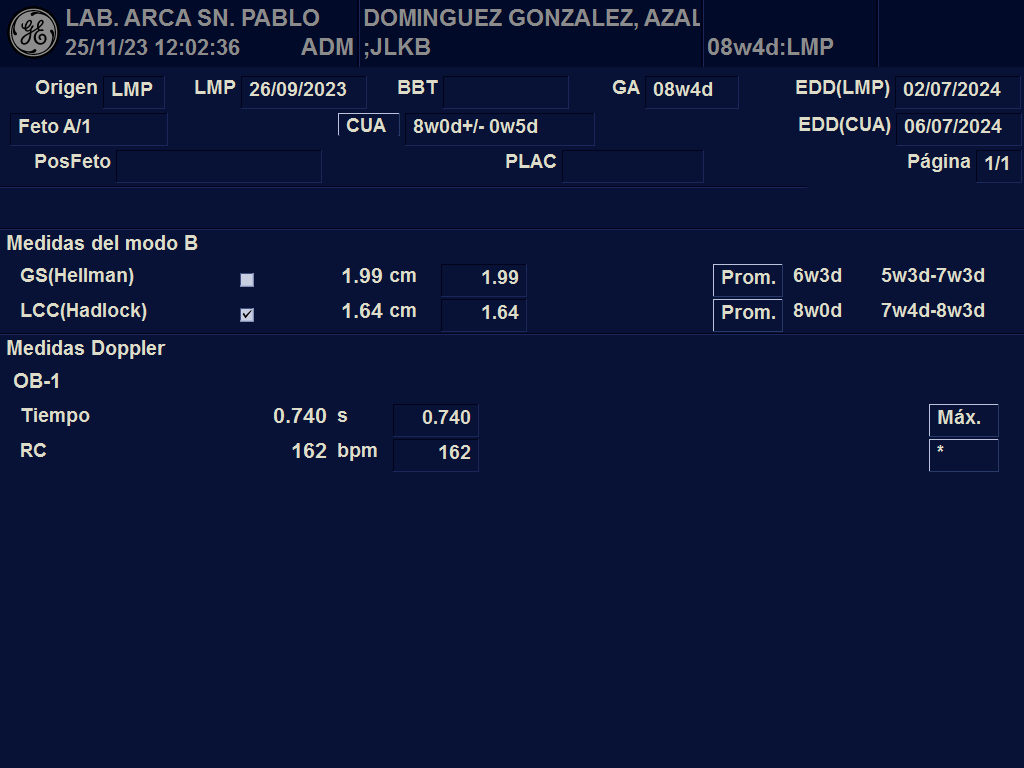 LAB. ARCA SN. PABLO DOMINGUEZ GONZALEZ, AZAL
25/11/23 12:02:36 ADM ;JLKB 08w4d:LMP
Origen LMP LMP 26/09/2023 BBT GA 08w4d EDD(LMP) 02/07/2024
Feto A/1 CUA 8w0d+/- 0w5d EDD(CUA) 06/07/2024
PosFeto PLAC Página 1/1
Medidas del modo B
GS(Hellman) 1.99 cm 1.99 Prom. 6w3d 5w3d-7w3d
LCC(Hadlock) 1.64 cm 1.64 Prom. 8w0d 7w4d-8w3d
Medidas Doppler
OB-1
Tiempo 0.740 s 0.740 Máx.
RC 162 bpm 162 *